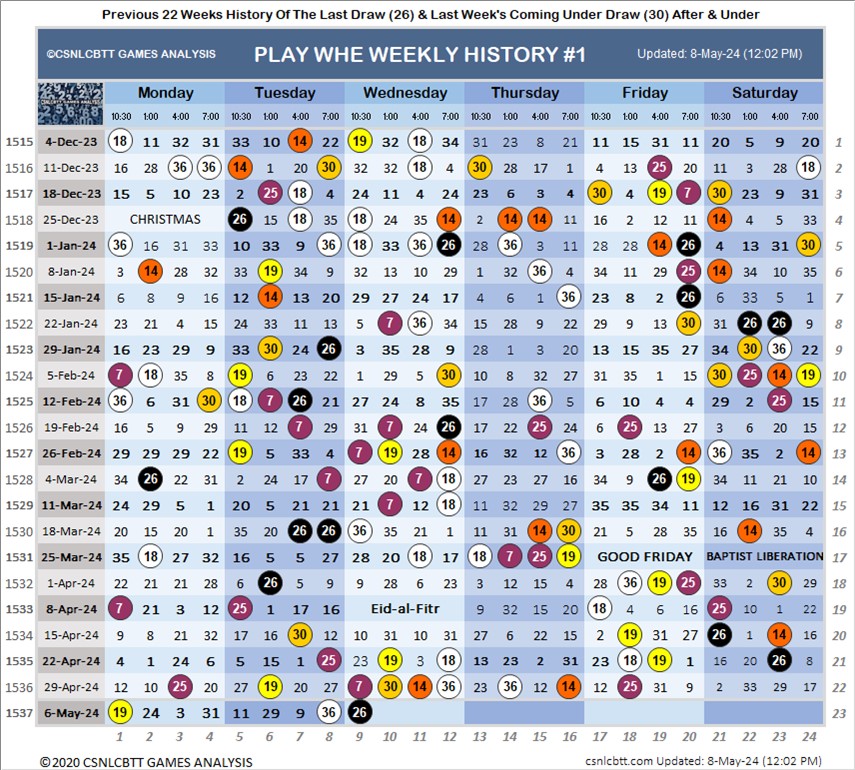 Previous 22 Weeks History Of The Last Draw (26) & Last Week's Coming Under Draw (30) After & Under
©CSNLCBTT GAMES ANALYSIS PLAY WHE WEEKLY HISTORY #1 Updated: 8-May-24 (12:02 PM)
CSNLCBTT GAMES ANALYSIS Monday Tuesday Wednesday Thursday Friday Saturday
10:30 1:00 4:00 7:00 10:30 1:00 4:00 7:00 10:30 1:00 4:00 7:00 10:30 1:00 4:00 7:00 10:30 1:00 4:00 7:00 10:30 1:00 4:00 7:00
1515 4-Dec-23 18 11 32 31 33 10 14 22 19 32 18 34 31 23 8 21 11 15 31 11 20 5 9 20 1
1516 11-Dec-23 28 36 36 4 14 1 20 30 32 18 4 30 28 17 1 4 13 25 20 11 3 28 18 2
1517 18-Dec-23 15 5 10 23 2 25 18 4 24 11 4 24 23 6 3 4 30 4 19 7 30 23 9 31 3
1518 25-Dec-23 CHRISTMAS 26 15 18 35 18 24 35 14 2 14 14 16 16 2 12 11 14 4 5 33 4
1519 1-Jan-24 36 16 31 33 10 33 9 36 18 33 36 26 28 36 3 11 28 28 14 26 4 13 31 30 5
1520 8-Jan-24 3 14 28 32 33 19 34 9 32 13 10 29 1 32 36 4 34 11 29 25 14 34 10 35 6
1521 15-Jan-24 6 8 9 16 12 14 13 20 29 27 24 17 4 6 1 36 23 8 2 26 6 33 5 1 7
1522 22-Jan-24 23 21 4 15 24 33 11 13 5 7 36 34 15 28 9 22 29 9 13 30 31 26 26 9 8
1523 29-Jan-24 16 23 29 9 33 30 24 26 3 35 28 9 28 1 3 20 13 15 35 27 34 30 36 22 9
1524 5-Feb-24 7 18 35 4 19 6 23 22 1 29 5 30 10 8 32 27 31 35 1 15 30 25 14 19 10
1525 12-Feb-24 36 6 31 30 18 7 26 21 27 24 8 35 17 28 36 5 6 10 4 4 29 2 25 15 11
1526 19-Feb-24 16 5 9 29 11 12 7 29 31 7 12 26 17 22 25 24 18 25 13 8 3 6 20 15 12
1527 26-Feb-24 29 29 29 22 19 5 33 4 7 19 28 14 16 32 12 36 3 28 2 14 36 35 2 14 13
1528 4-Mar-24 34 26 22 31 2 24 17 7 27 20 7 18 17 23 27 16 34 9 26 19 34 11 21 10 14
1529 11-Mar-24 24 29 5 1 20 5 21 21 21 7 12 18 11 32 29 27 35 35 34 11 12 16 31 22 15
1530 18-Mar-24 20 15 20 1 35 20 7 26 36 35 21 1 11 31 14 30 21 5 28 35 22 14 35 4 16
1531 25-Mar-24 35 18 27 32 16 5 5 27 28 20 18 17 18 7 25 19 GOOD FRIDAY BAPTIST LIBERATION 17
1532 1-Apr-24 22 21 21 28 6 26 5 9 9 28 6 23 3 12 15 4 28 36 19 25 33 2 30 29 18
1533 8-Apr-24 7 21 3 12 25 1 17 16 Eid-al-Fitr 9 32 15 20 18 4 6 16 25 10 1 22 19
1534 15-Apr-24 9 8 21 32 17 16 30 12 10 31 10 31 27 6 22 15 2 19 31 27 26 1 14 16 20
1535 22-Apr-24 4 1 24 6 5 15 1 25 23 19 3 18 13 23 2 31 23 18 19 1 16 20 26 8 21
1536 29-Apr-24 12 10 25 20 27 19 20 27 7 30 14 36 23 36 22 14 12 25 31 9 2 33 29 17 22
1537 6-May-24 19 24 3 31 11 29 9 36 26 23
1 2 3 4 5 6 7 8 9 10 11 12 13 14 15 16 17 18 19 20 21 22 23 24
©2020 CSNLCBTT GAMES ANALYSIS csnlcbtt.com Updated: 8-May-24 (12:02 PM)